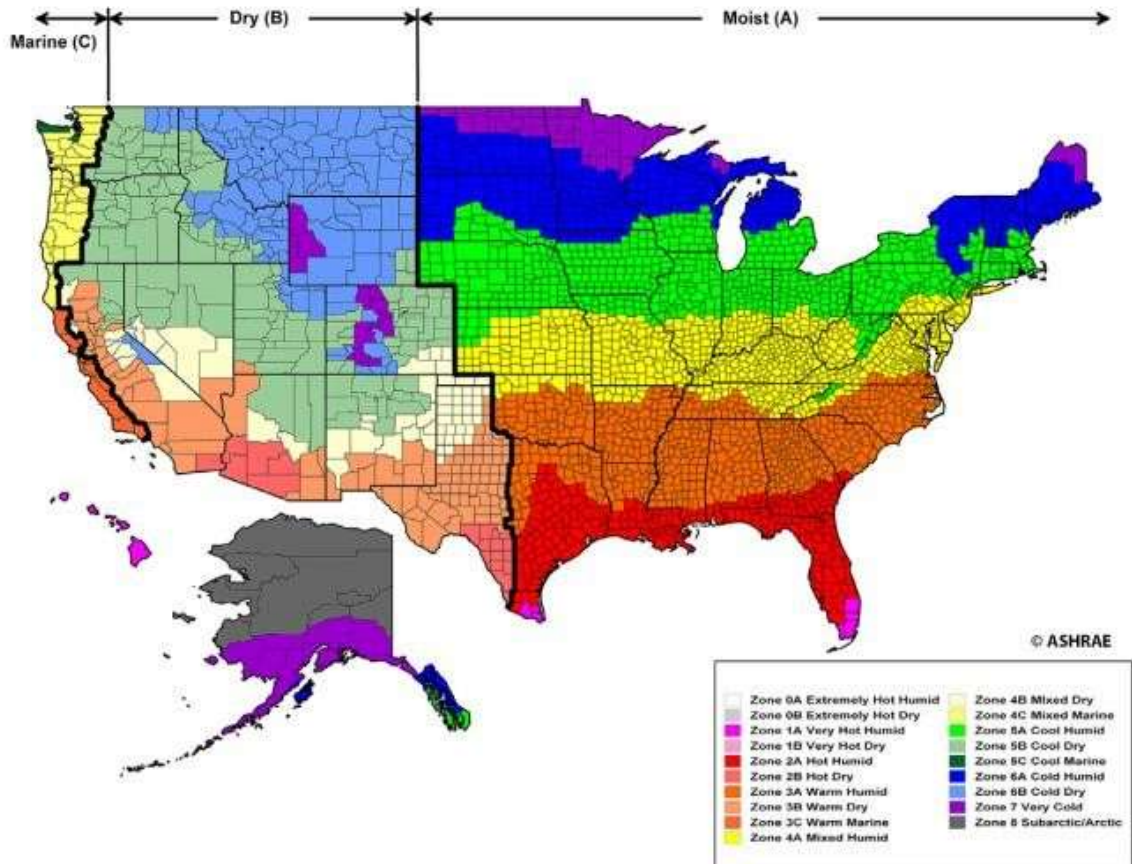 Marine (C)
Dry (B)
Moist (A)
© ASHRAE
Zone 0A Extremely Hot Humid
Zone 0B Extremely Hot Dry
Zone 1A Very Hot Humid
Zone 1B Very Hot Dry
Zone 2A Hot Humid
Zone 2B Hot Dry
Zone 3A Warm Humid
Zone 3B Warm Dry
Zone 3C Warm Marine
Zone 4A Mixed Humid
Zone 4B Mixed Dry
Zone 4C Mixed Marine
Zone 5A Cool Humid
Zone 5B Cool Dry
Zone 5C Cool Marine
Zone 6A Cold Humid
Zone 6B Cold Dry
Zone 7 Very Cold
Zone 8 Subarctic/Arctic